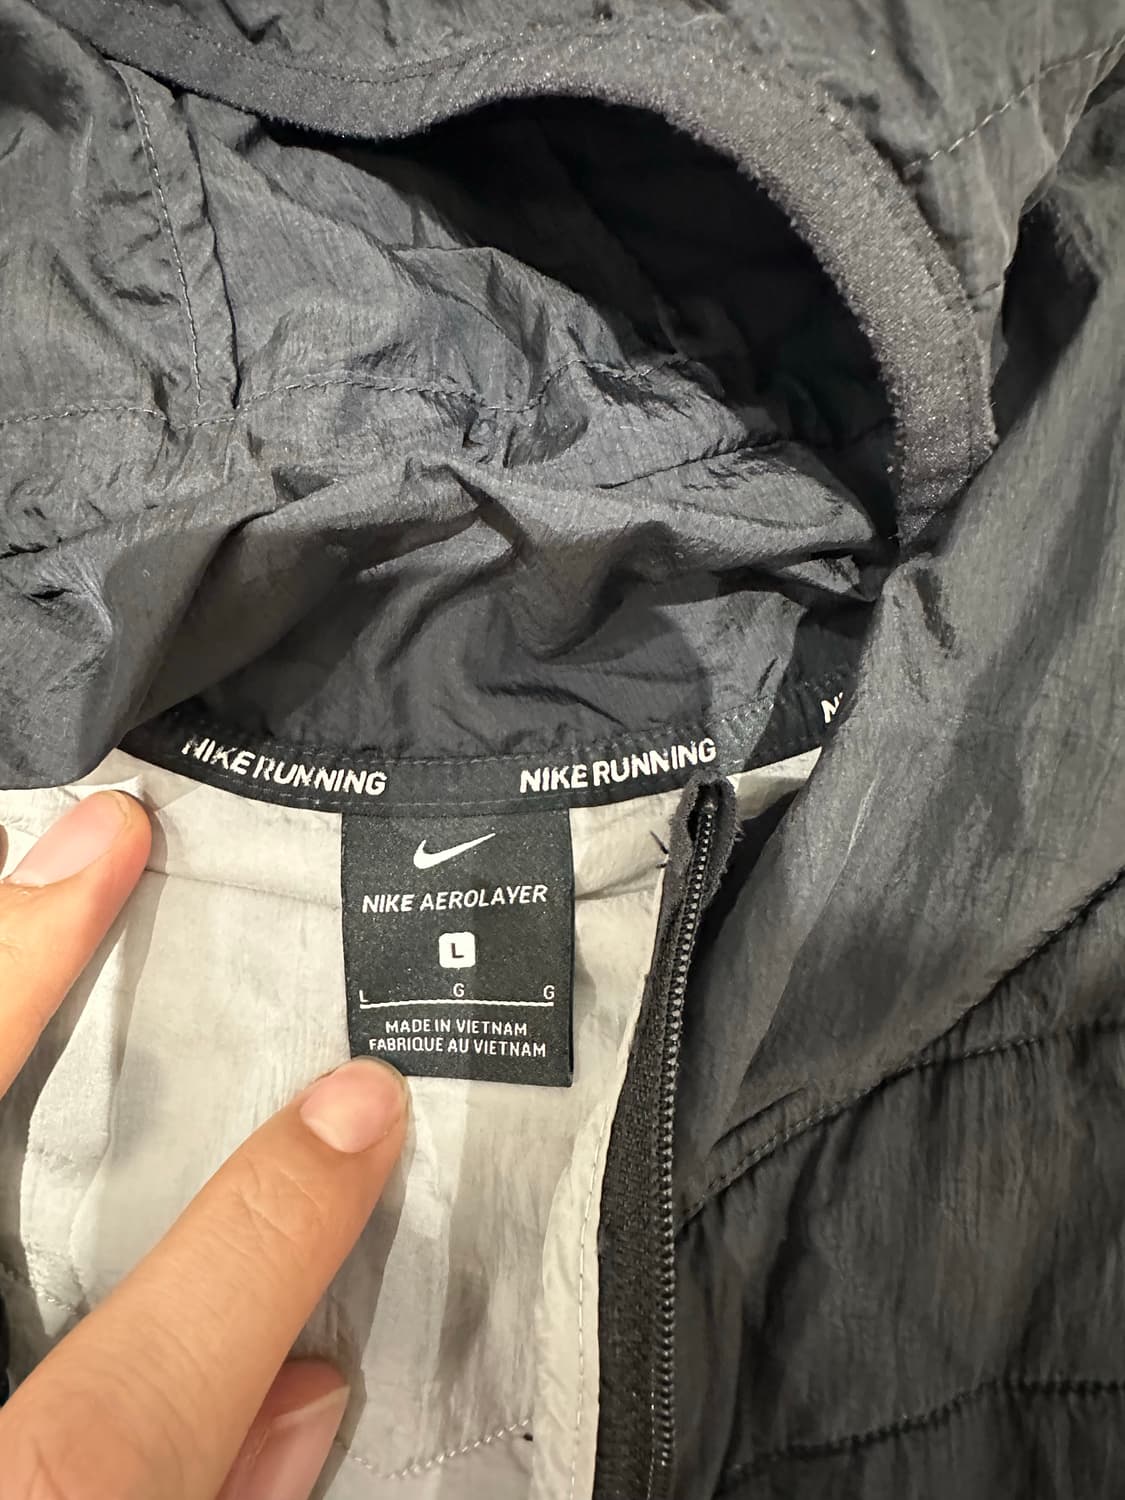 NIKE RUNNING NIKE RUNNING
NIKE AEROLAYER
L
L G G
MADE IN VIETNAM
FABRIQUE AU VIETNAM